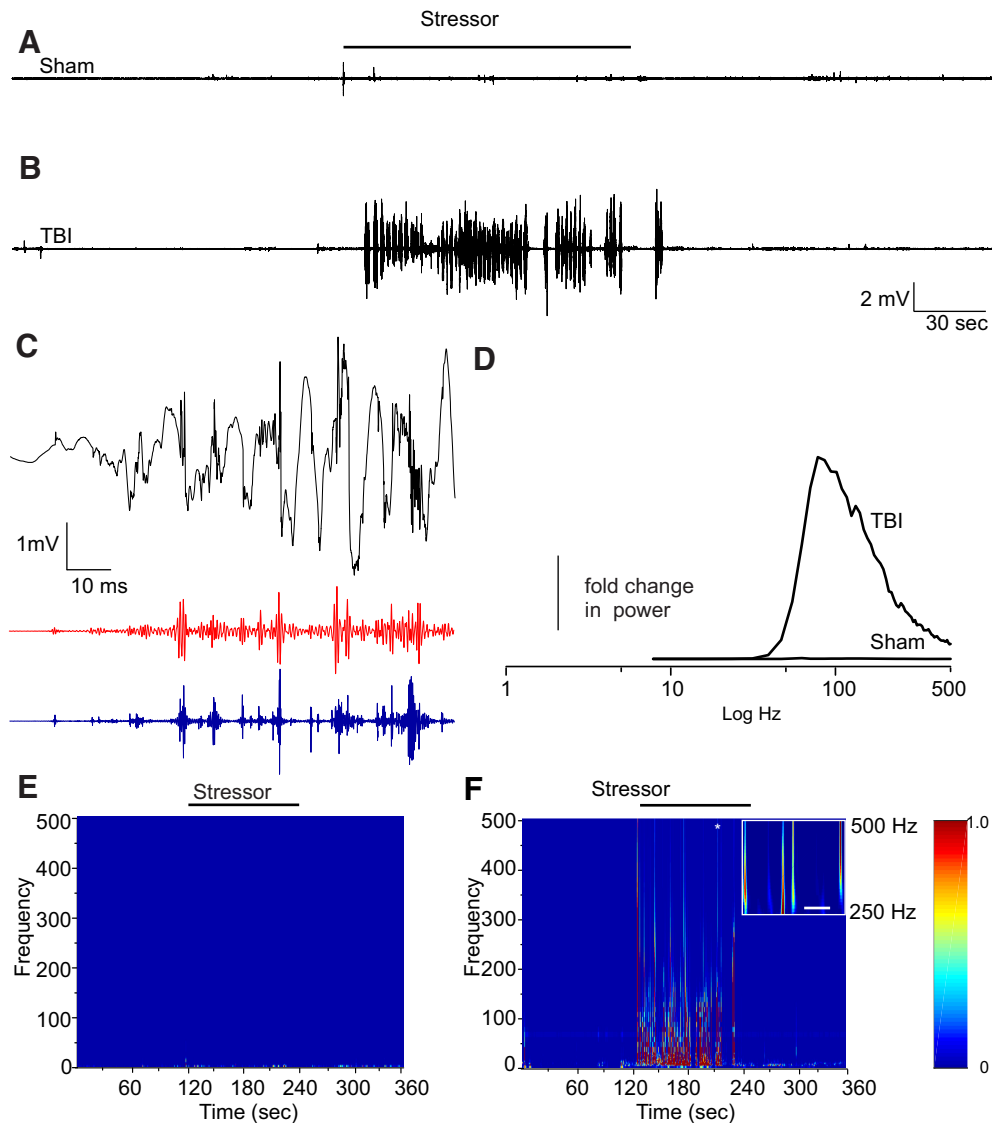 Stressor
A
Sham
B
TBI
2 mV
30 sec
C
D
1mV
10 ms
TBI
fold change
in power
Sham
1
10
100
500
Log Hz
E
Stressor
500
400
300
200
100
0
Frequency
60
120
180
240
300
360
Time (sec)
F
Stressor
500
400
300
200
100
0
Frequency
*
500 Hz
250 Hz
60
120
180
240
300
360
Time (sec)
1.0
0